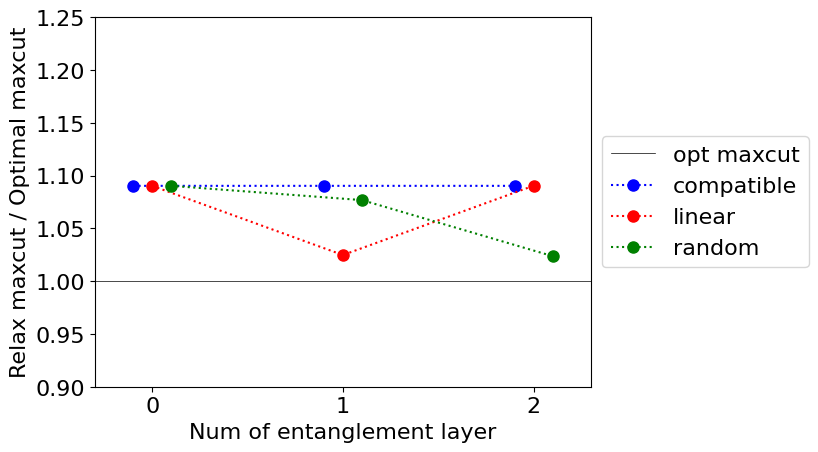 Relax maxcut / Optimal maxcut
1.25
1.20
1.15
1.10
1.05
1.00
0.95
0.90
0
1
2
Num of entanglement layer
opt maxcut
compatible
linear
random